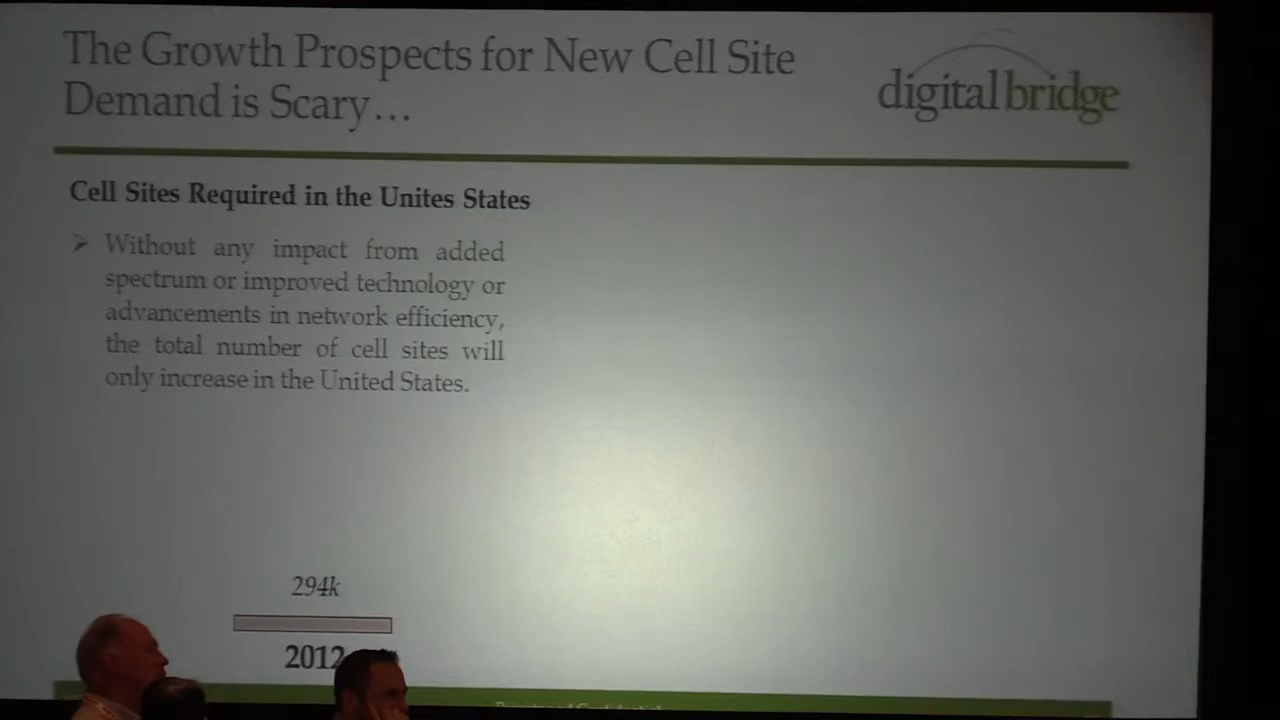 The Growth Prospects for New Cell Site
Demand is Scary…
digitalbridge
Cell Sites Required in the Unites States
➢ Without any impact from added
spectrum or improved technology or
advancements in network efficiency,
the total number of cell sites will
only increase in the United States.
294k
2012